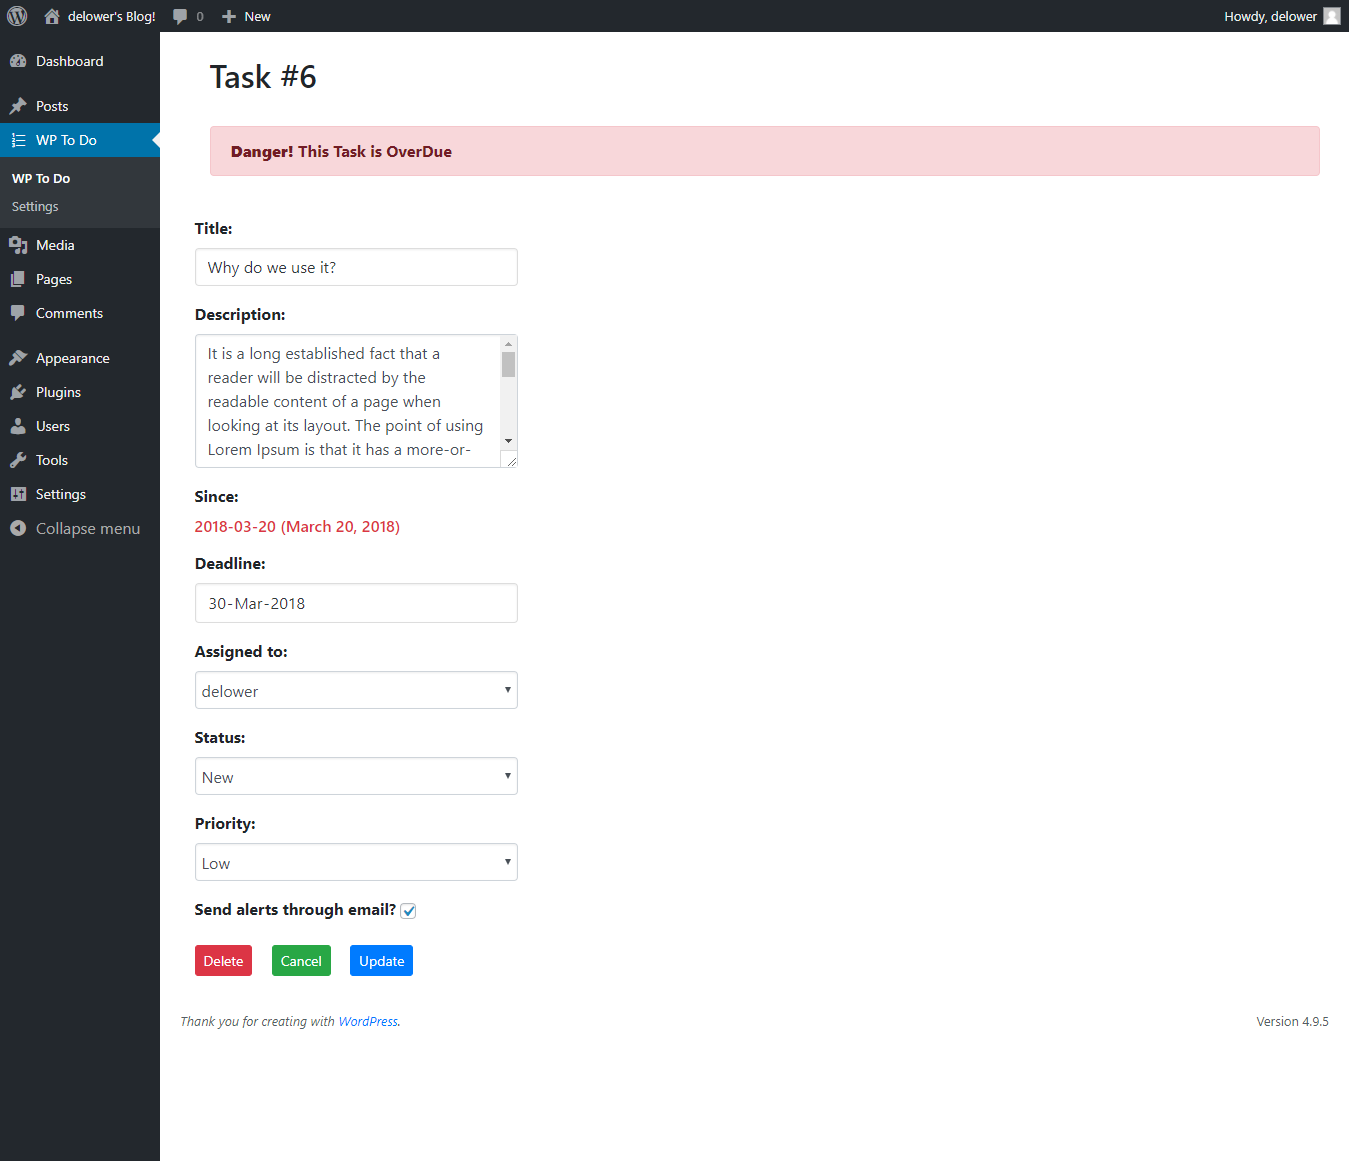 delower's Blog! 0 New Howdy, delower
Dashboard
Posts
WP To Do
WP To Do
Settings
Media
Pages
Comments
Appearance
Plugins
Users
Tools
Settings
Collapse menu
Task #6
Danger! This Task is OverDue
Title:
Why do we use it?
Description:
It is a long established fact that a
reader will be distracted by the
readable content of a page when
looking at its layout. The point of using
Lorem Ipsum is that it has a more-or-
Since:
2018-03-20 (March 20, 2018)
Deadline:
30-Mar-2018
Assigned to:
delower
Status:
New
Priority:
Low
Send alerts through email?
Delete Cancel Update
Thank you for creating with WordPress. Version 4.9.5